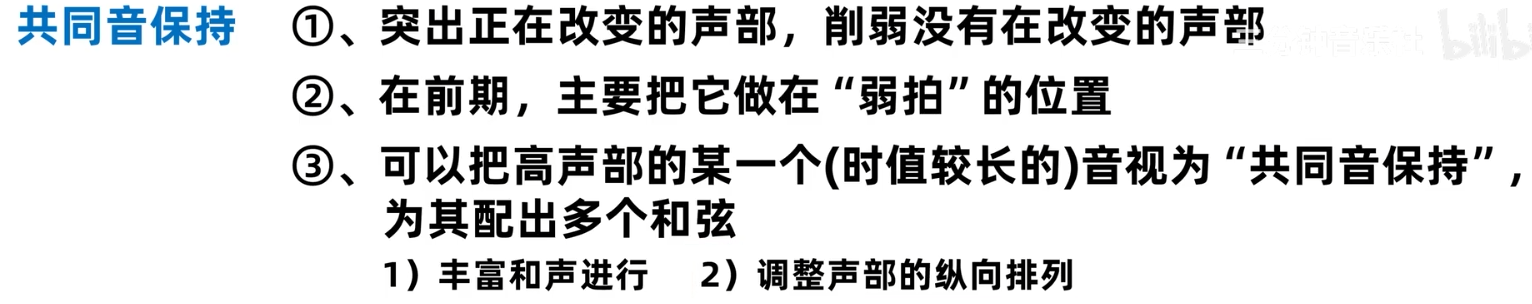 共同音保持 ①、突出正在改变的声部，削弱没有在改变的声部
②、在前期，主要把它做在“弱拍”的位置
③、可以把高声部的某一个(时值较长的)音视为“共同音保持”，
为其配出多个和弦
1）丰富和声进行 2）调整声部的纵向排列
bilibi